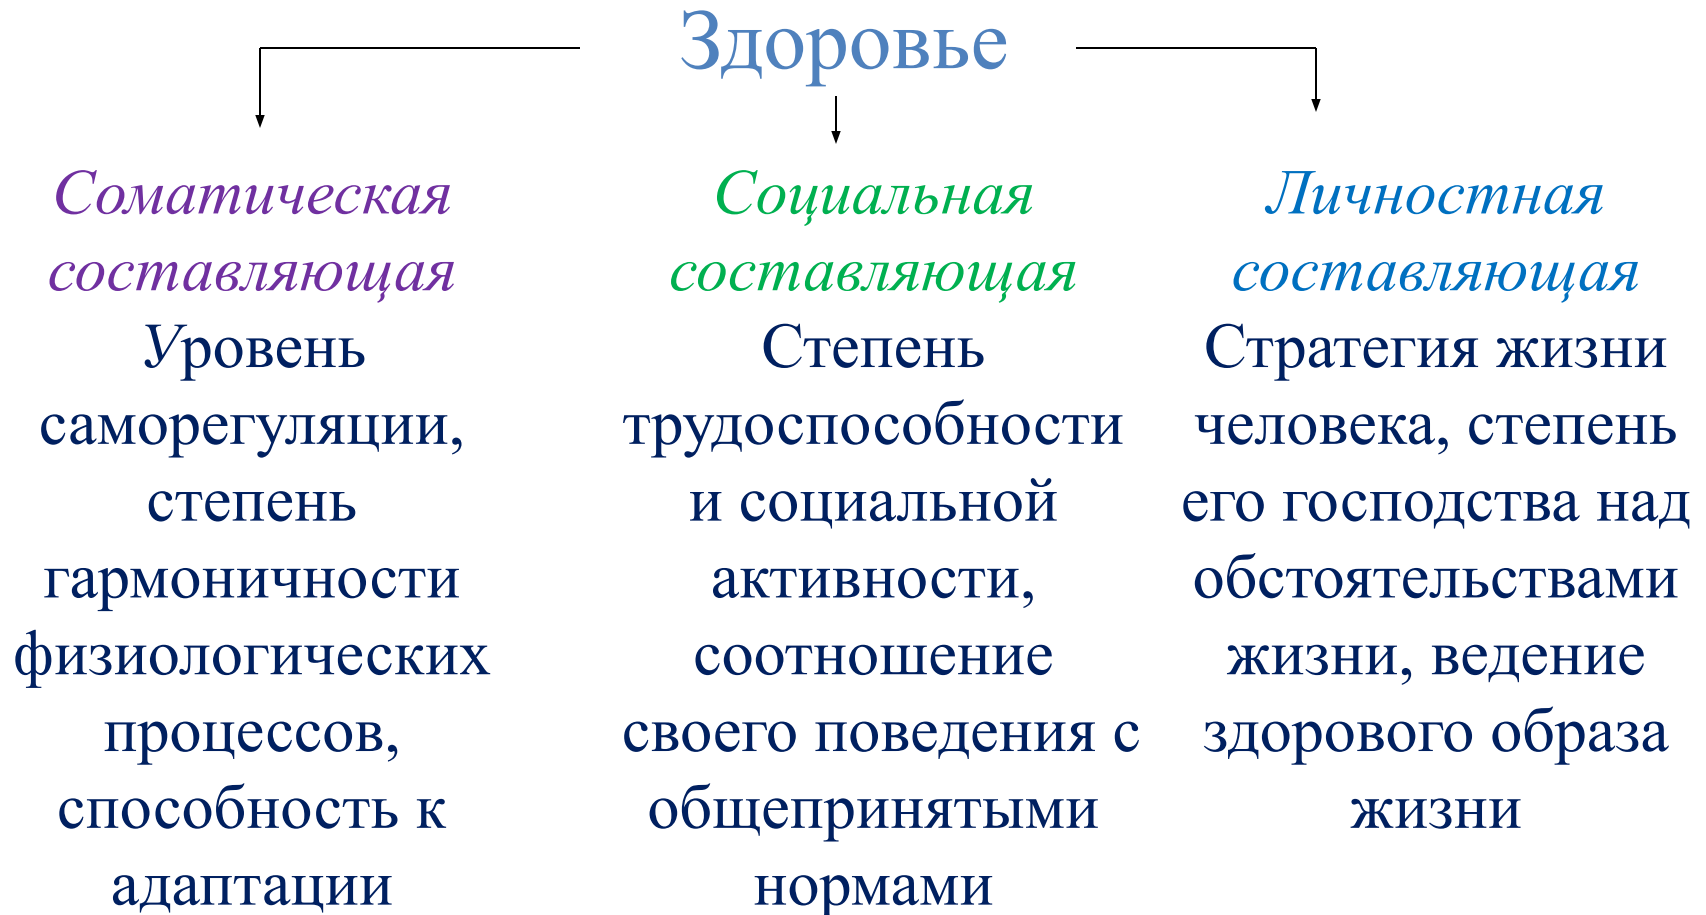 Здоровье
Соматическая
составляющая
Уровень
саморегуляции,
степень
гармоничности
физиологических
процессов,
способность к
адаптации
Социальная
составляющая
Степень
трудоспособности
и социальной
активности,
соотношение
своего поведения с
общепринятыми
нормами
Личностная
составляющая
Стратегия жизни
человека, степень
его господства над
обстоятельствами
жизни, ведение
здорового образа
жизни